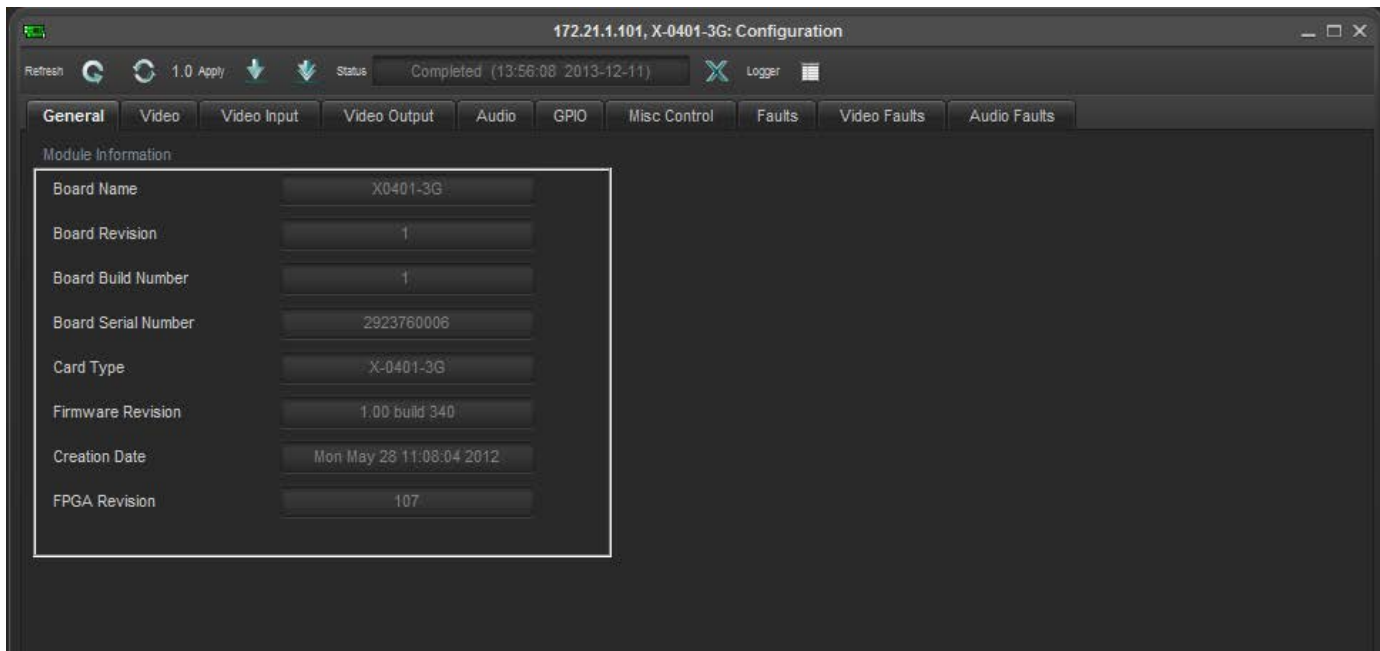 172.21.1.101, X-0401-3G: Configuration
Refresh 1.0 Apply Status Completed (13:56:08 2013-12-11) Logger
General Video Video Input Video Output Audio GPIO Misc Control Faults Video Faults Audio Faults
Module Information
Board Name X0401-3G
Board Revision 1
Board Build Number 1
Board Serial Number 2923760006
Card Type X-0401-3G
Firmware Revision 1.00 build 340
Creation Date Mon May 28 11:08:04 2012
FPGA Revision 107